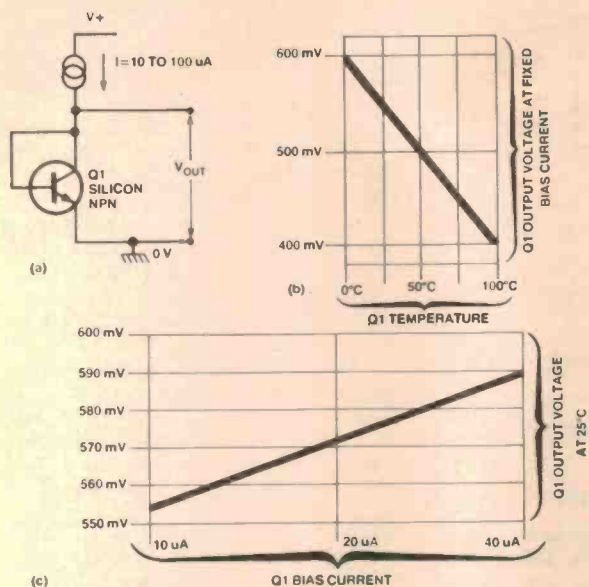 V+
I = 10 TO 100 uA
Q1
SILICON
NPN
VOUT
0 V
(a)
600 mV
500 mV
400 mV
0°C
50°C
100°C
(b)
Q1 TEMPERATURE
Q1 OUTPUT VOLTAGE AT FIXED
BIAS CURRENT
600 mV
590 mV
580 mV
570 mV
560 mV
550 mV
10 uA
20 uA
40 uA
Q1 OUTPUT VOLTAGE
AT 25°C
(c)
Q1 BIAS CURRENT